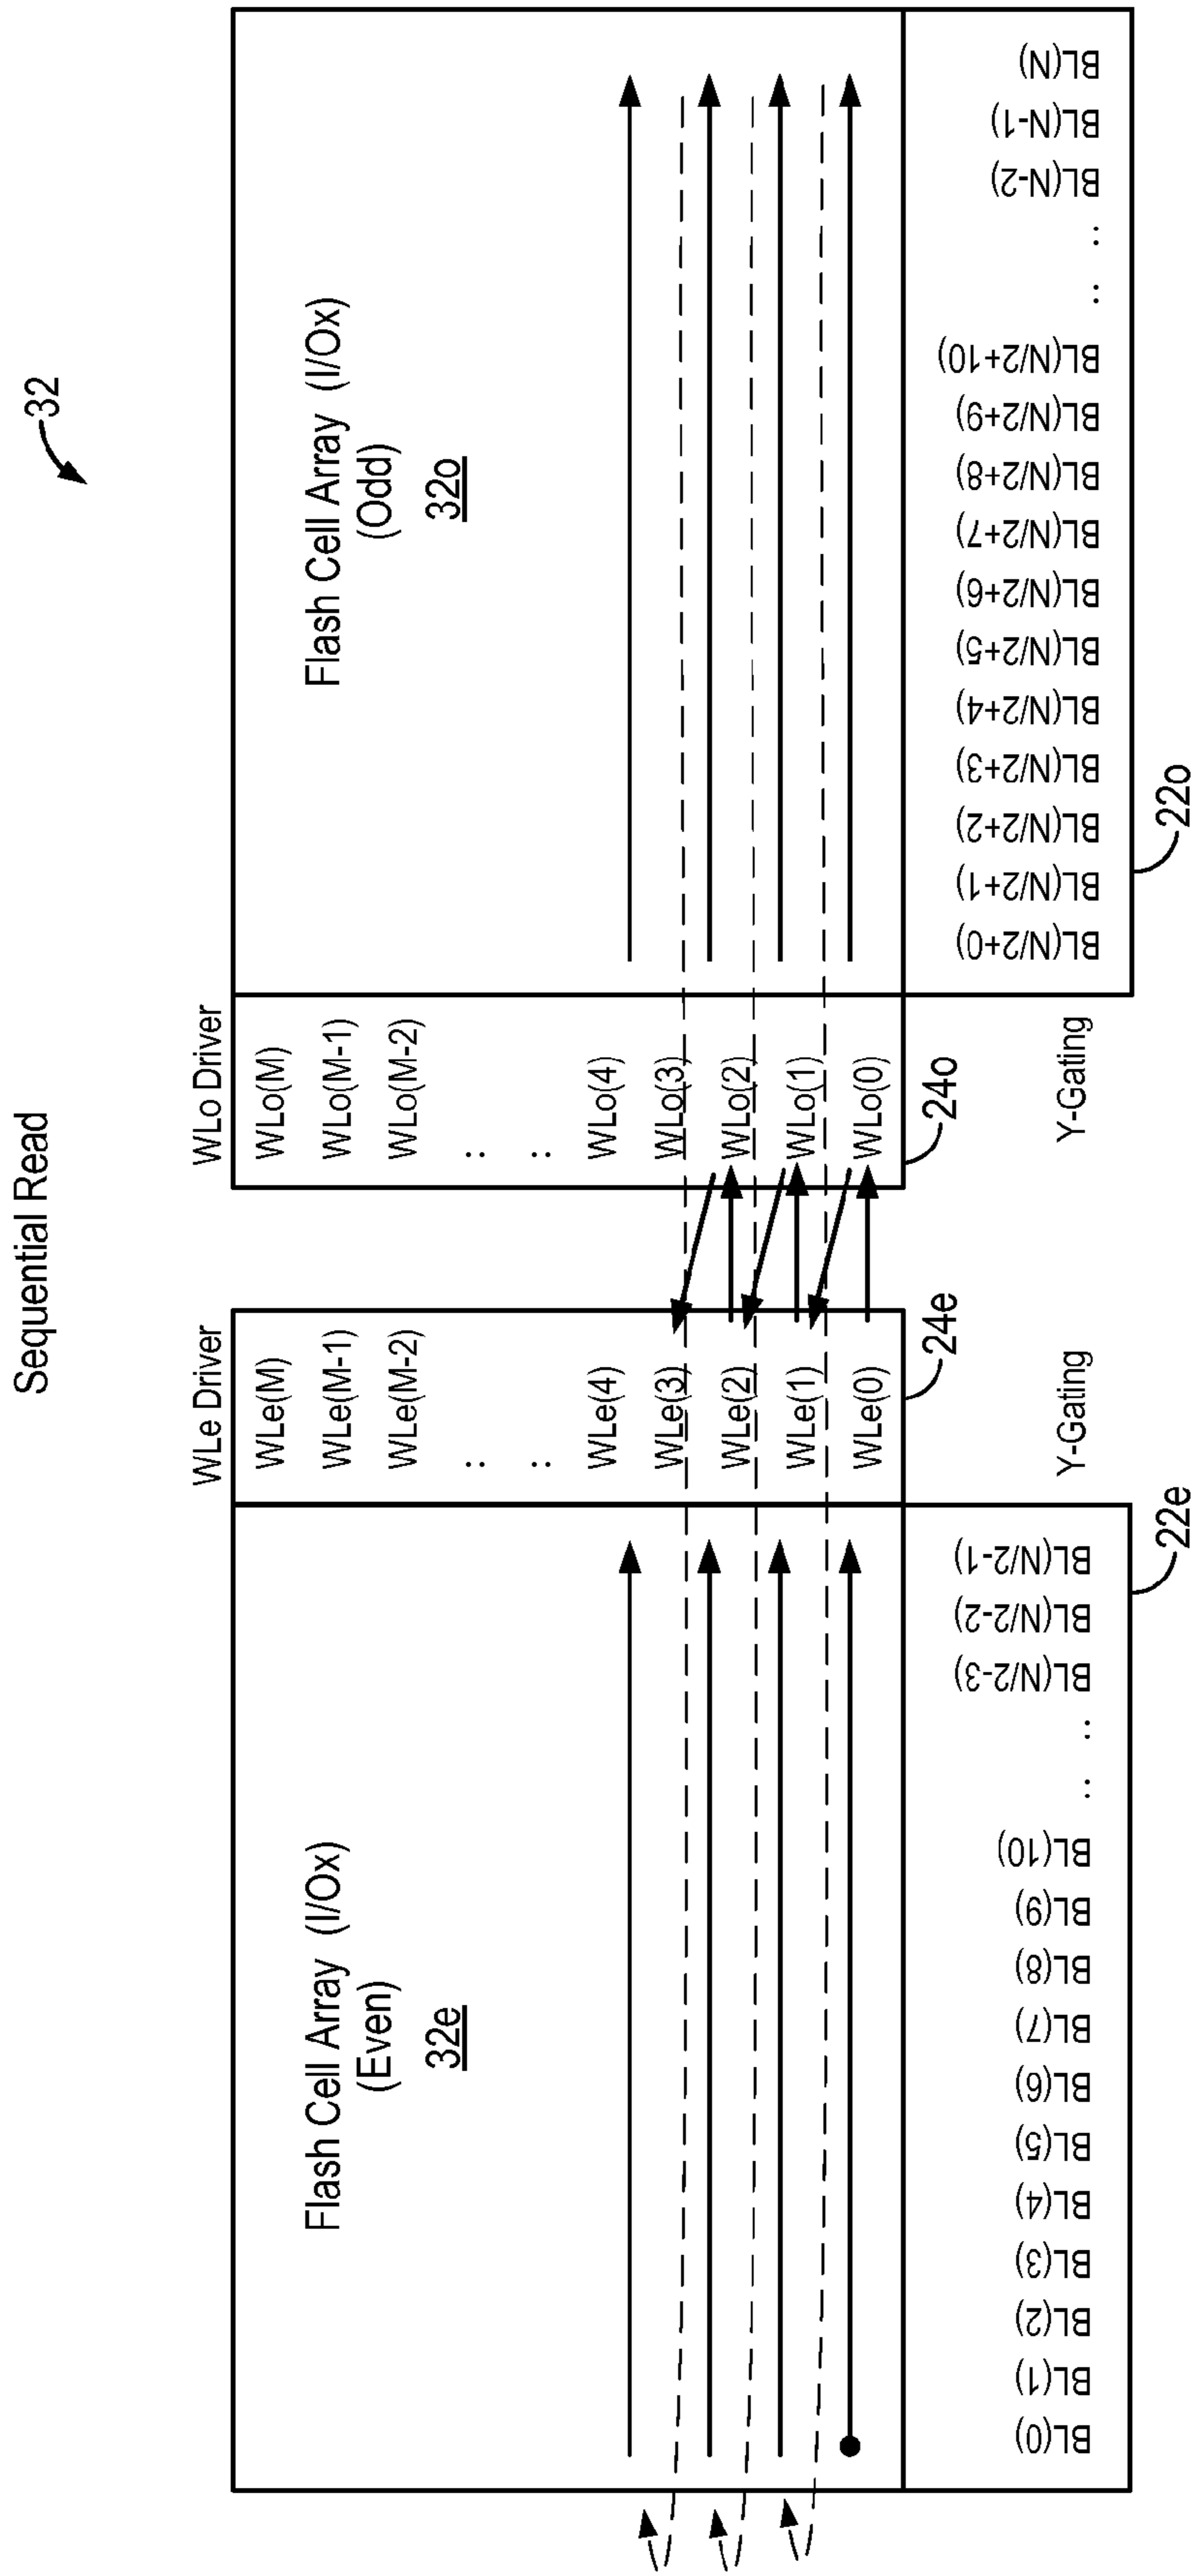 Sequential Read
32
Flash Cell Array (I/Ox)
(Even)
32e
WLe Driver
WLe(M)
WLe(M-1)
WLe(M-2)
:
:
WLe(4)
WLe(3)
WLe(2)
WLe(1)
WLe(0)
24e
Y-Gating
WLo Driver
WLo(M)
WLo(M-1)
WLo(M-2)
:
:
WLo(4)
WLo(3)
WLo(2)
WLo(1)
WLo(0)
24o
Y-Gating
Flash Cell Array (I/Ox)
(Odd)
32o
BL(0)
BL(1)
BL(2)
BL(3)
BL(4)
BL(5)
BL(6)
BL(7)
BL(8)
BL(9)
BL(10)
:
:
BL(N/2-3)
BL(N/2-2)
BL(N/2-1)
22e
BL(N/2+0)
BL(N/2+1)
BL(N/2+2)
BL(N/2+3)
BL(N/2+4)
BL(N/2+5)
BL(N/2+6)
BL(N/2+7)
BL(N/2+8)
BL(N/2+9)
BL(N/2+10)
:
:
BL(N-2)
BL(N-1)
BL(N)
22o